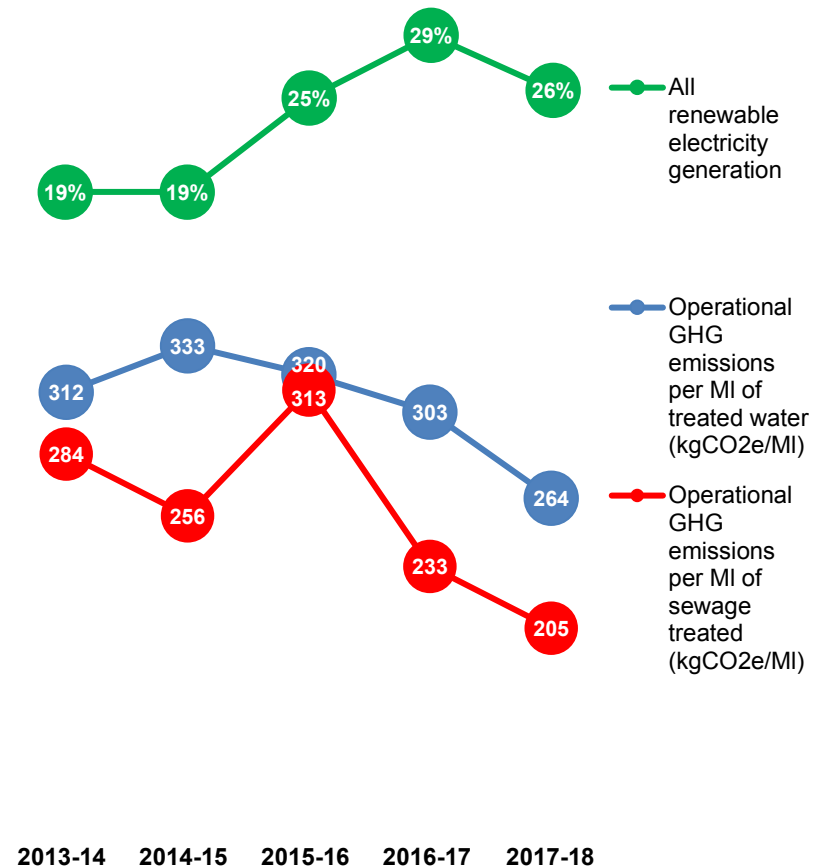 29%
25%
26%
19%
19%
All
renewable
electricity
generation
Operational
GHG
emissions
per Ml of
treated water
(kgCO2e/Ml)
333
320
312
313
303
284
264
256
233
205
Operational
GHG
emissions
per Ml of
sewage
treated
(kgCO2e/Ml)
2013-14 2014-15 2015-16 2016-17 2017-18